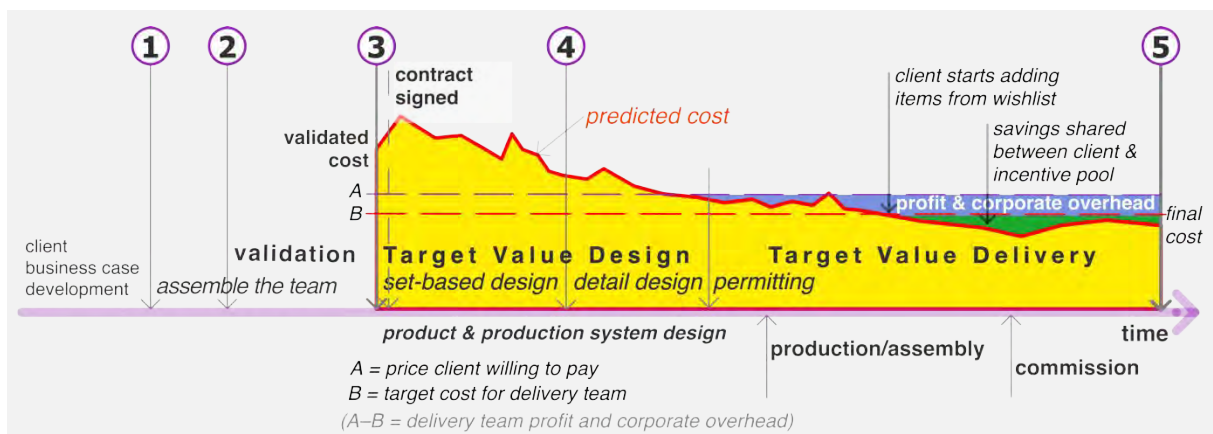 1
2
3
4
5
contract
signed
predicted cost
client starts adding
items from wishlist
savings shared
between client &
incentive pool
validated
cost
A
B
profit & corporate overhead
final
cost
client
business case
development
validation
assemble the team
Target Value Design
set-based design
detail design
permitting
Target Value Delivery
product & production system design
time
production/assembly
commission
A = price client willing to pay
B = target cost for delivery team
(A–B = delivery team profit and corporate overhead)